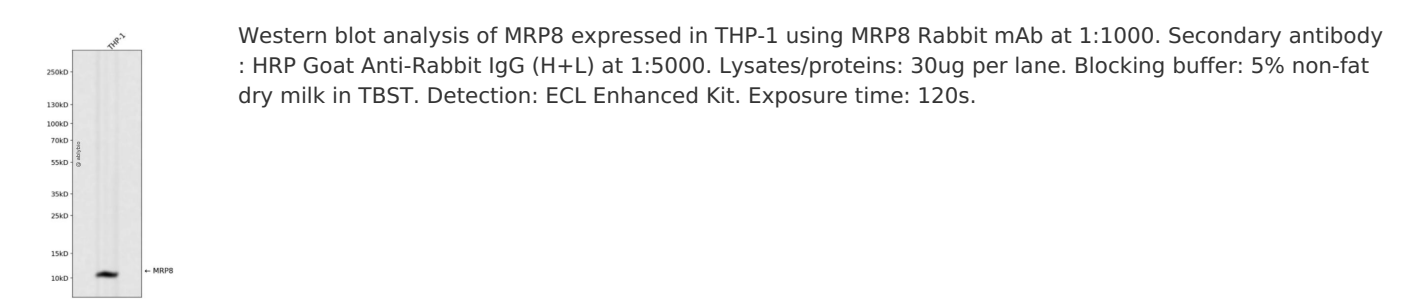 THP-1
250kD
130kD
100kD
70kD
55kD
35kD
25kD
15kD
10kD
@ ablybio
← MRP8
Western blot analysis of MRP8 expressed in THP-1 using MRP8 Rabbit mAb at 1:1000. Secondary antibody
: HRP Goat Anti-Rabbit IgG (H+L) at 1:5000. Lysates/proteins: 30ug per lane. Blocking buffer: 5% non-fat
dry milk in TBST. Detection: ECL Enhanced Kit. Exposure time: 120s.